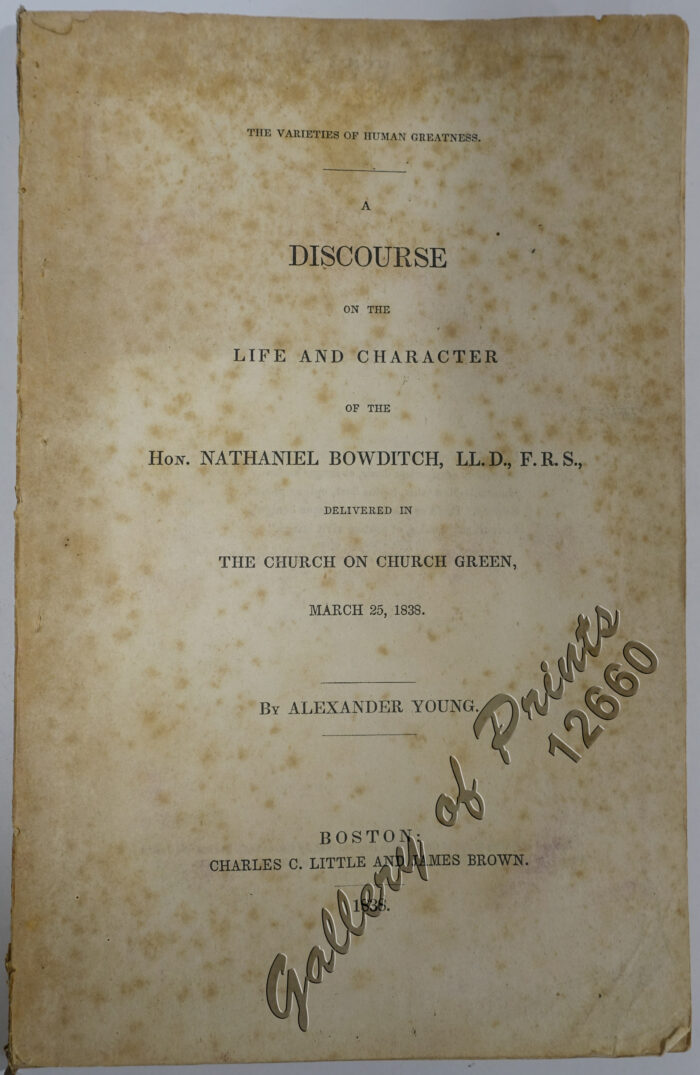 THE VARIETIES OF HUMAN GREATNESS.
A
DISCOURSE
ON THE
LIFE AND CHARACTER
OF THE
Hon. NATHANIEL BOWDITCH, LL. D., F. R. S.,
DELIVERED IN
THE CHURCH ON CHURCH GREEN,
MARCH 25, 1838.
By ALEXANDER YOUNG.
BOSTON:
CHARLES C. LITTLE AND JAMES BROWN.
1838.
Gallery of Prints
12660